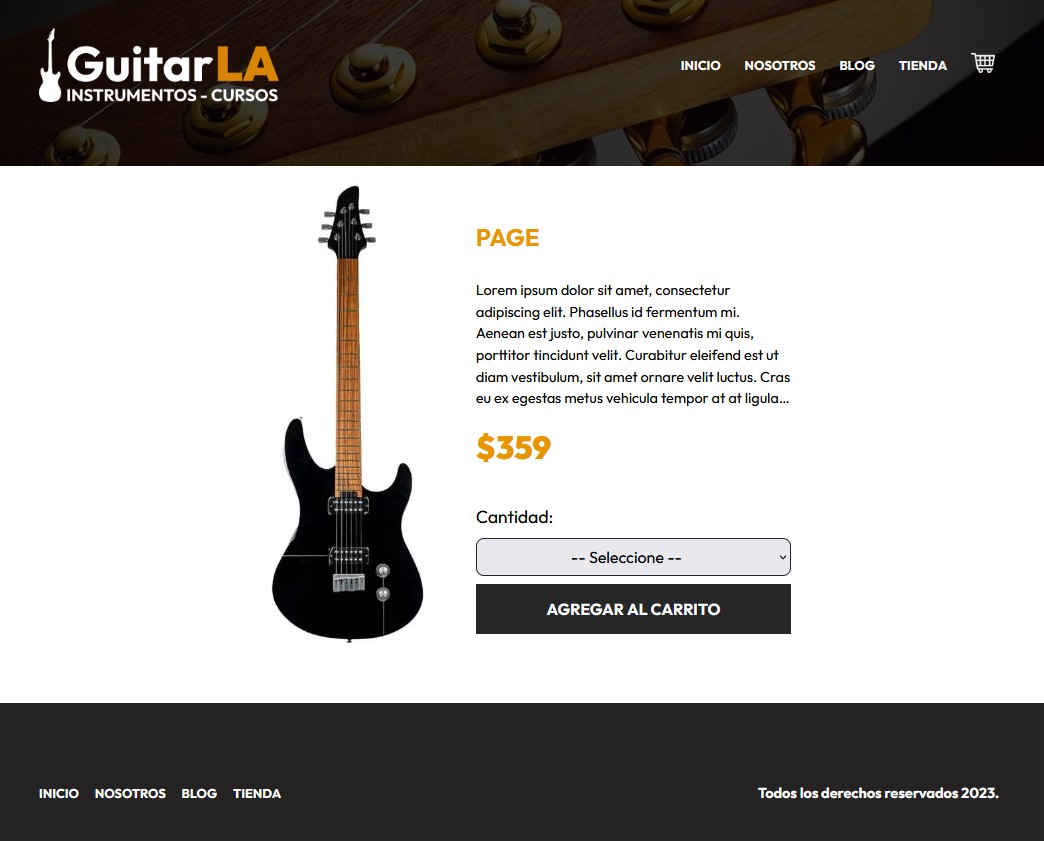 GuitarLA
INSTRUMENTOS - CURSOS
INICIO NOSOTROS BLOG TIENDA
PAGE
Lorem ipsum dolor sit amet, consectetur
adipiscing elit. Phasellus id fermentum mi.
Aenean est justo, pulvinar venenatis mi quis,
porttitor tincidunt velit. Curabitur eleifend est ut
diam vestibulum, sit amet ornare velit luctus. Cras
eu ex egestas metus vehicula tempor at at ligula...
$359
Cantidad:
-- Seleccione --
AGREGAR AL CARRITO
INICIO NOSOTROS BLOG TIENDA
Todos los derechos reservados 2023.